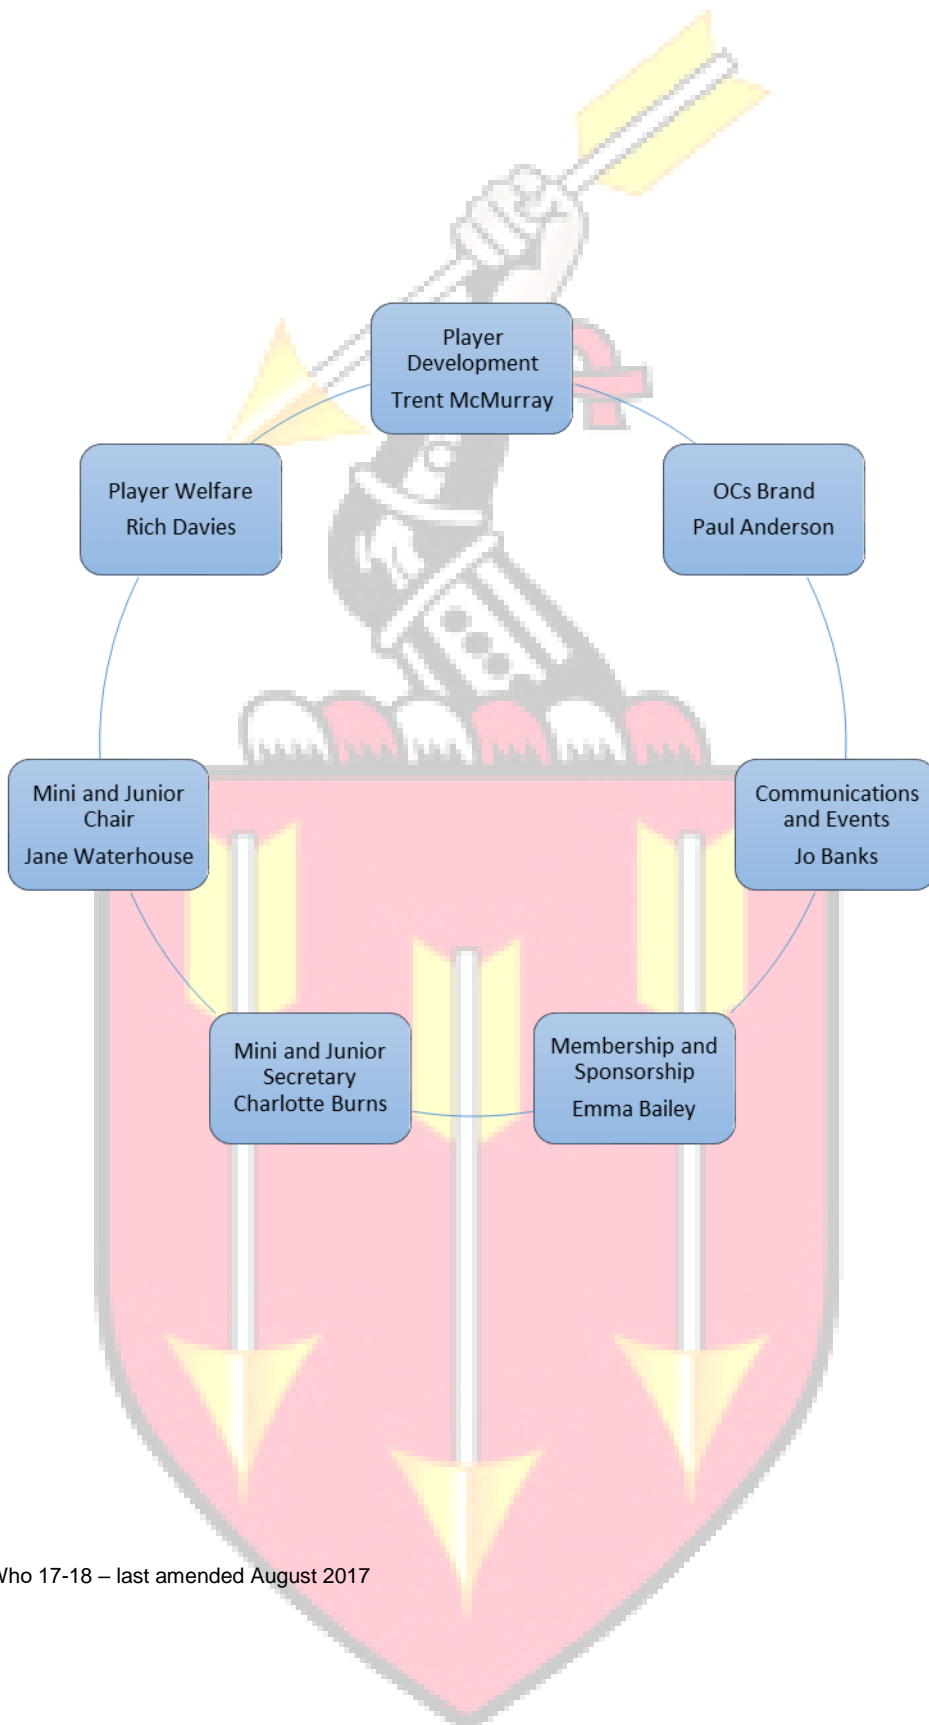 Player
Development
Trent McMurray
Player Welfare
Rich Davies
OCs Brand
Paul Anderson
Mini and Junior
Chair
Jane Waterhouse
Communications
and Events
Jo Banks
Mini and Junior
Secretary
Charlotte Burns
Membership and
Sponsorship
Emma Bailey
Who 17-18 – last amended August 2017